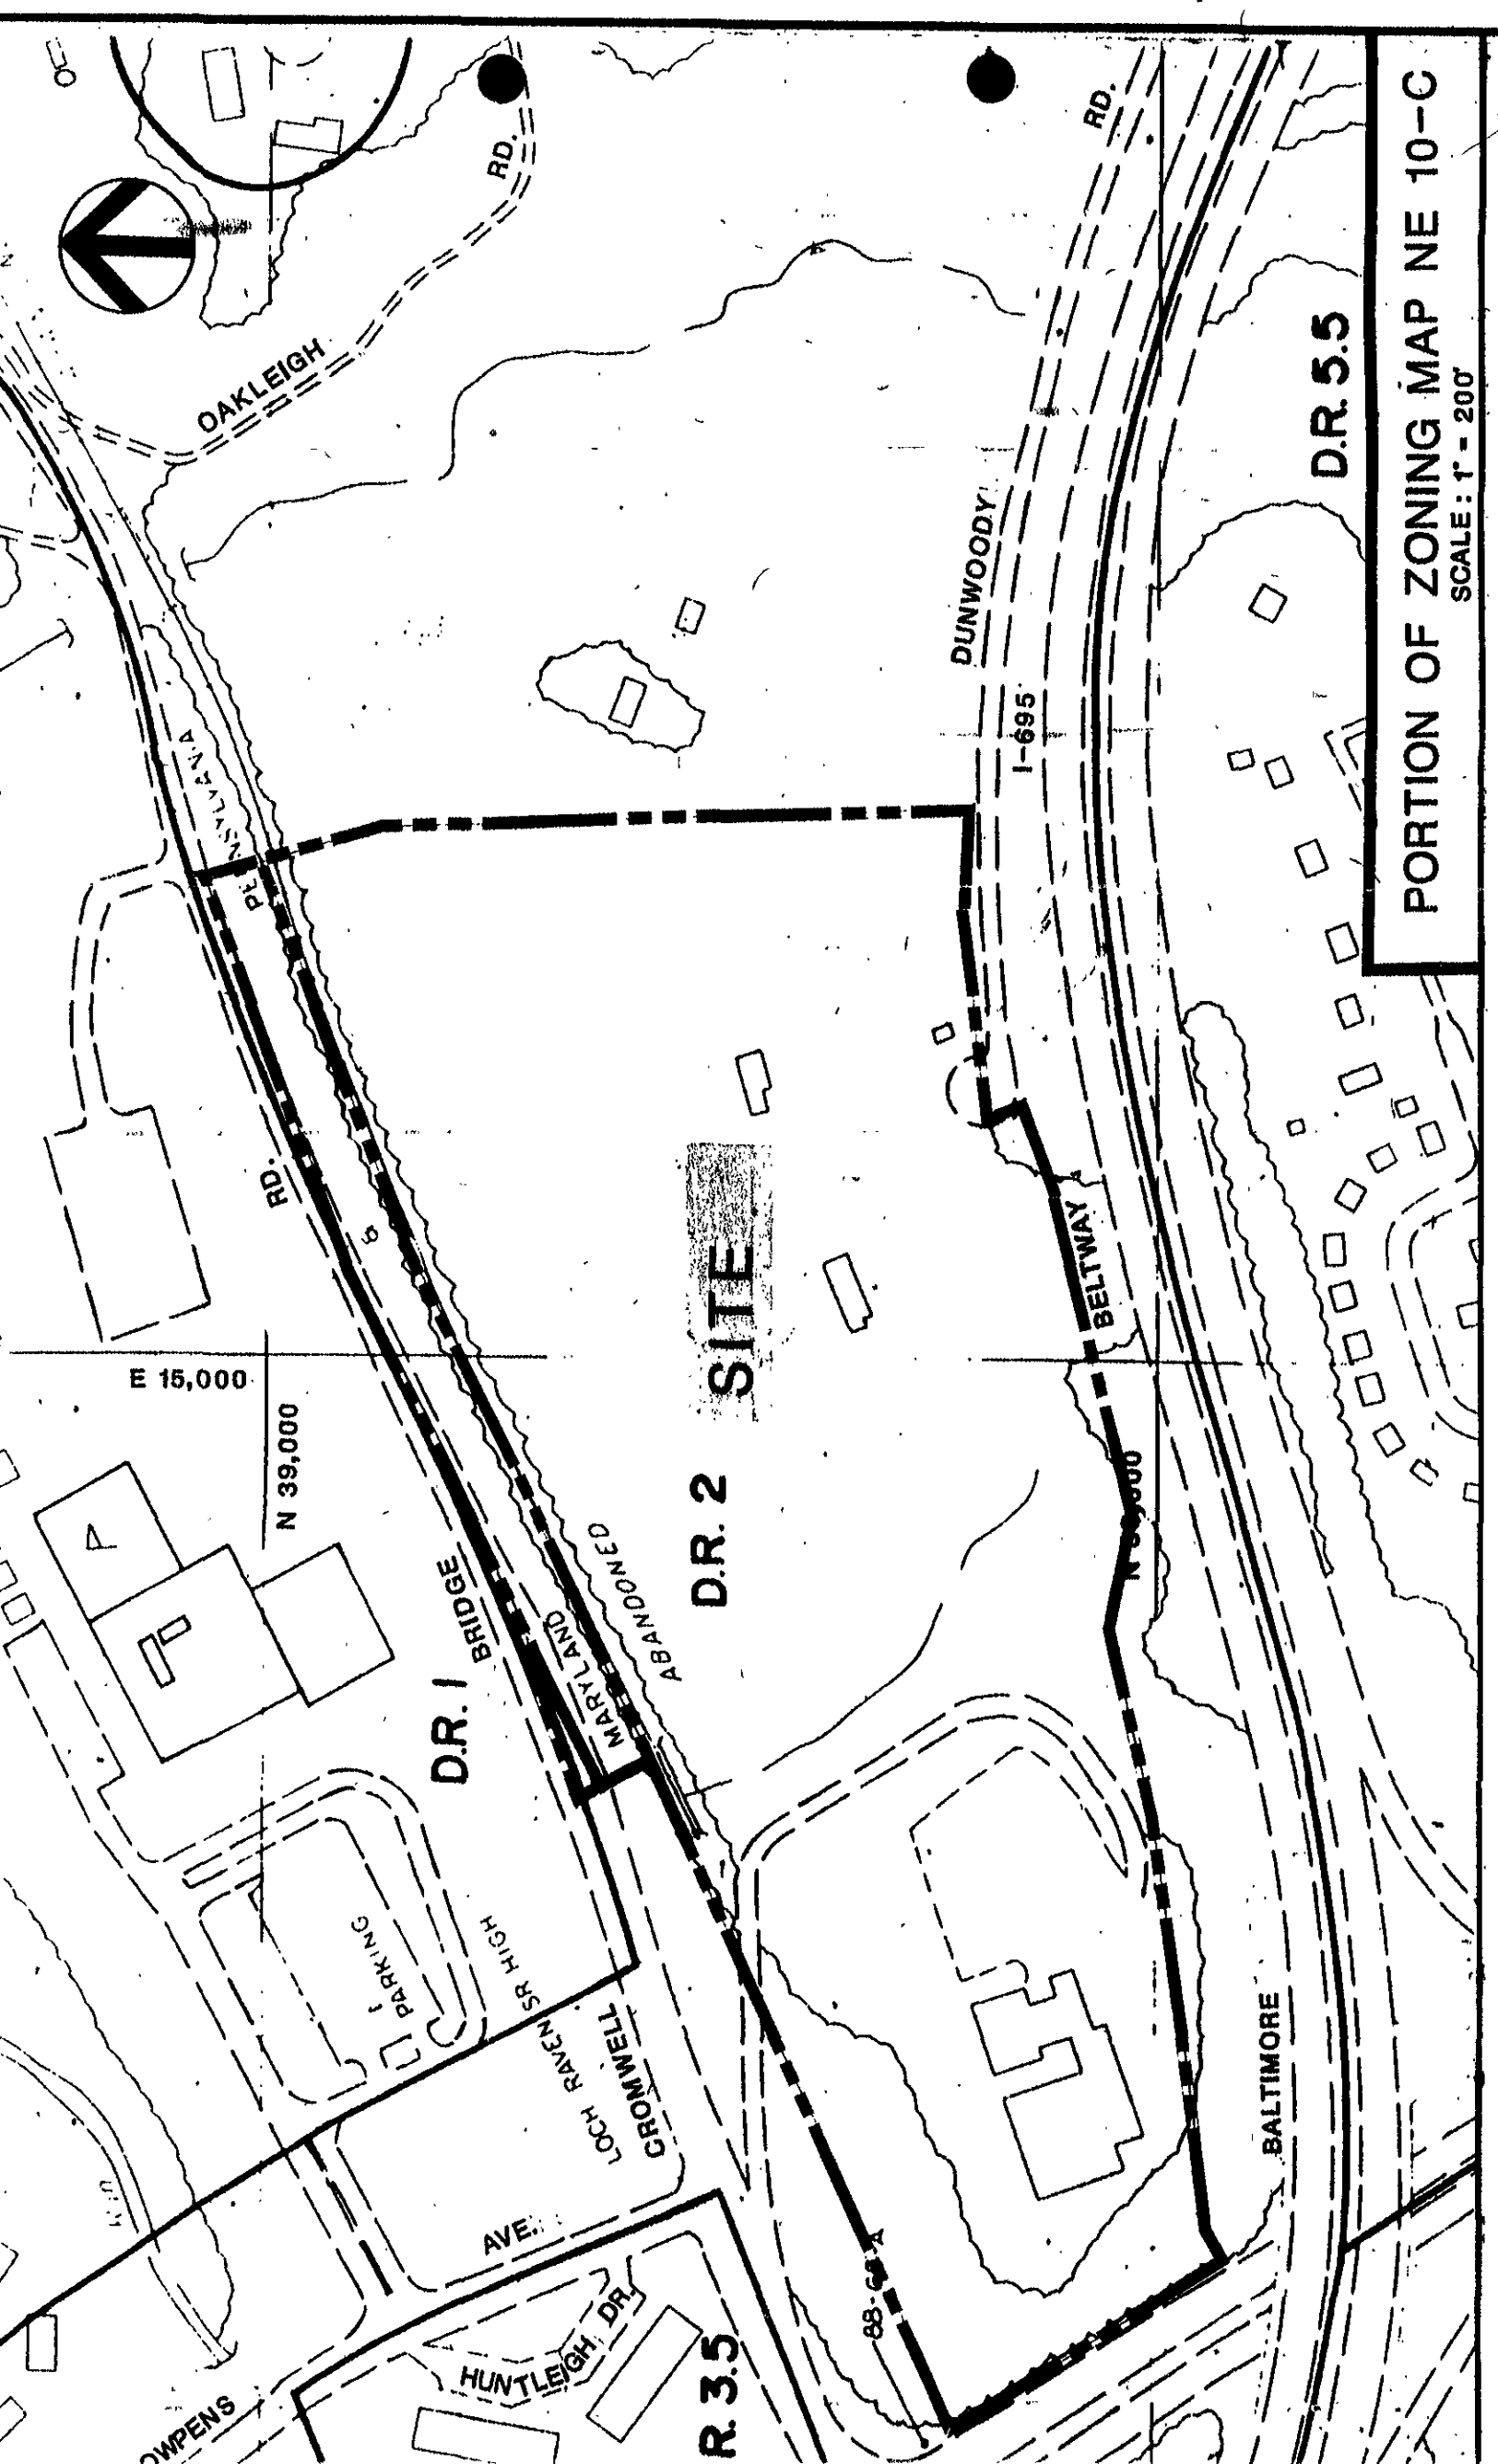 PORTION OF ZONING MAP NE 10-C
SCALE: 1" = 200'
D.R. 5.5
RD.
RD.
OAKLEIGH
DUNWOODY
I-695
RD.
BELTWAY
E 15,000
N 39,000
SITE
D.R. 2
BRIDGE
MARYLAND
ABANDONED
D.R. 1
PARKING
LOCH RAVEN SR HIGH
CROMWELL
BALTIMORE
AVE.
HUNTLEIGH DR.
R. 3.5
OWPENS